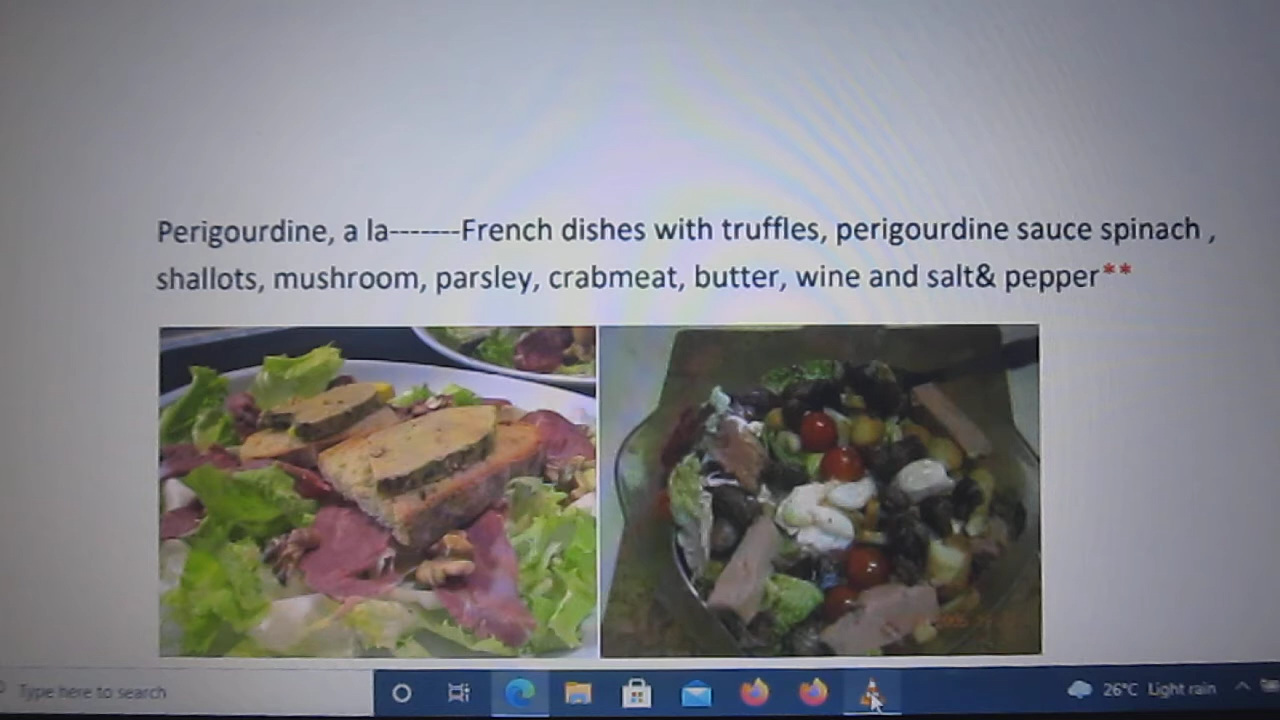 Perigourdine, a la-------French dishes with truffles, perigourdine sauce spinach ,
shallots, mushroom, parsley, crabmeat, butter, wine and salt& pepper**
Type here to search
26°C Light rain